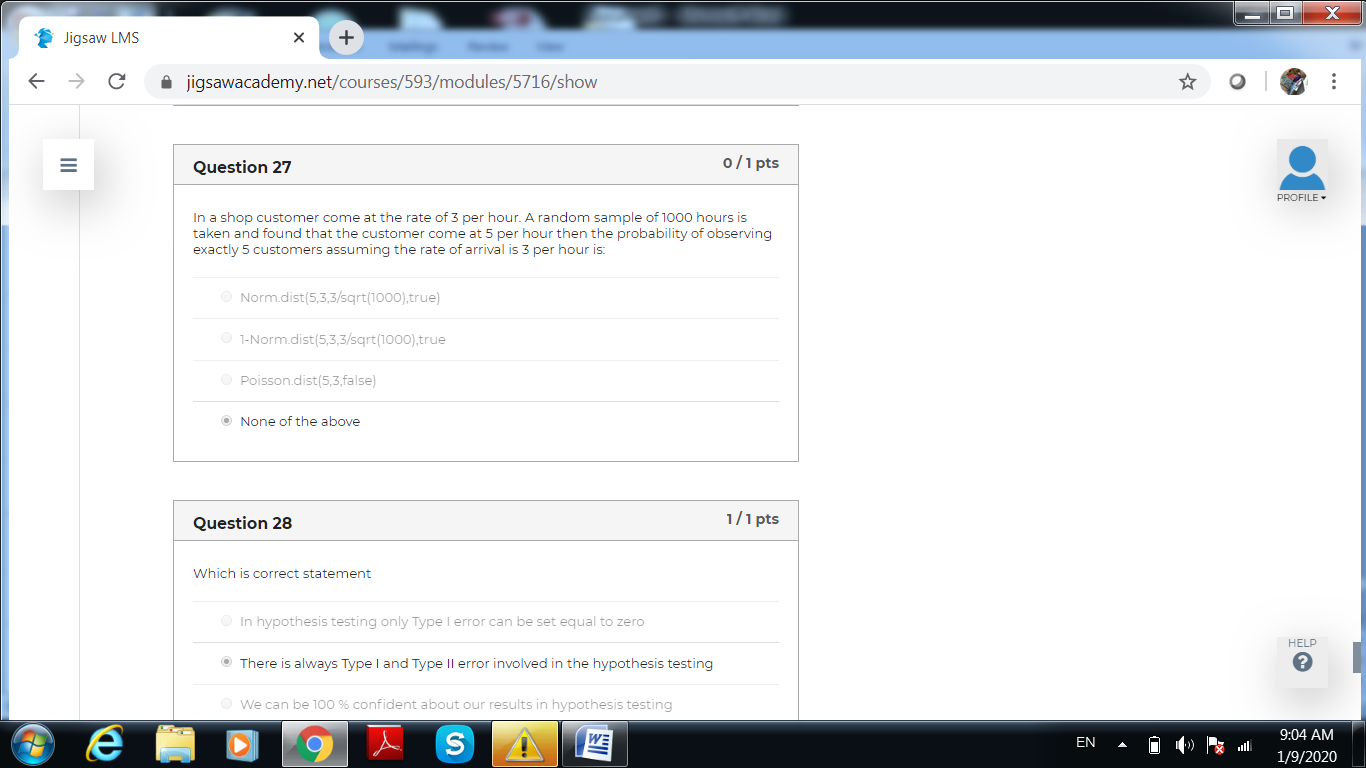 Jigsaw LMS
jigsawacademy.net/courses/593/modules/5716/show
Question 27
0 / 1 pts
PROFILE
In a shop customer come at the rate of 3 per hour. A random sample of 1000 hours is
taken and found that the customer come at 5 per hour then the probability of observing
exactly 5 customers assuming the rate of arrival is 3 per hour is:
Norm.dist(5,3,3/sqrt(1000),true)
1-Norm.dist(5,3,3/sqrt(1000),true
Poisson.dist(5,3,false)
None of the above
Question 28
1 / 1 pts
Which is correct statement
In hypothesis testing only Type I error can be set equal to zero
There is always Type I and Type II error involved in the hypothesis testing
We can be 100 % confident about our results in hypothesis testing
HELP
EN
9:04 AM
1/9/2020